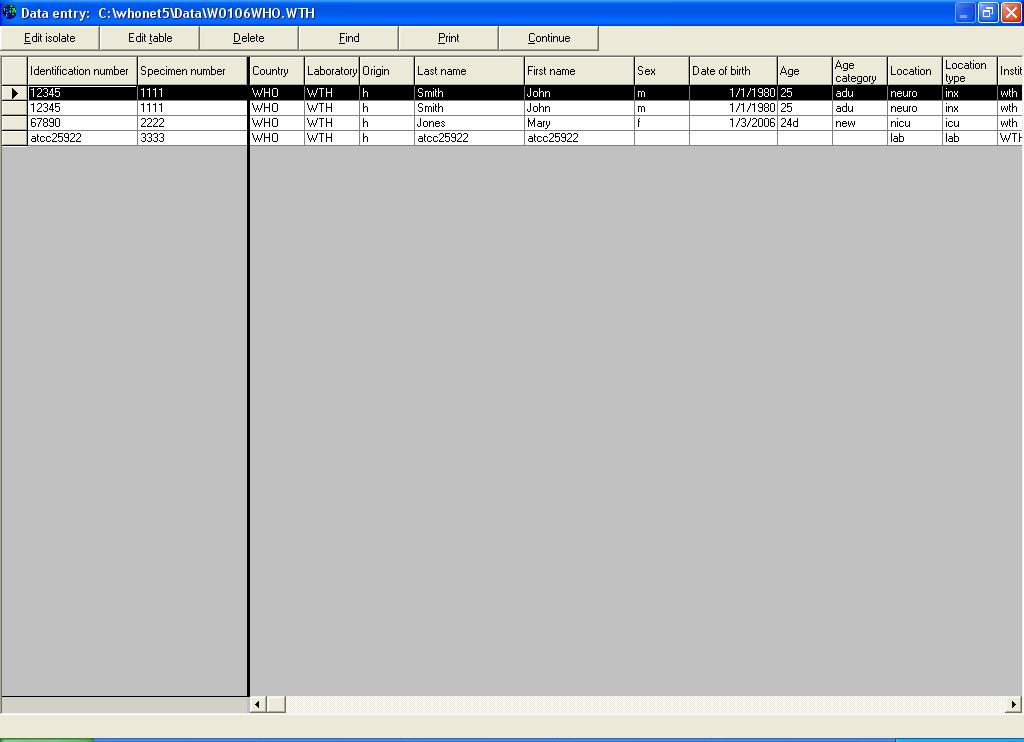 Data entry: C:\whonet5\Data\W0106WHO.WTH
Edit isolate Edit table Delete Find Print Continue
Identification number Specimen number Country Laboratory Origin Last name First name Sex Date of birth Age Age category Location Location type Instit
12345 1111 WHO WTH h Smith John m 1/1/1980 25 adu neuro inx wth
12345 1111 WHO WTH h Smith John m 1/1/1980 25 adu neuro inx wth
67890 2222 WHO WTH h Jones Mary f 1/3/2006 24d new nicu icu wth
atcc25922 3333 WHO WTH h atcc25922 atcc25922 lab lab WTH